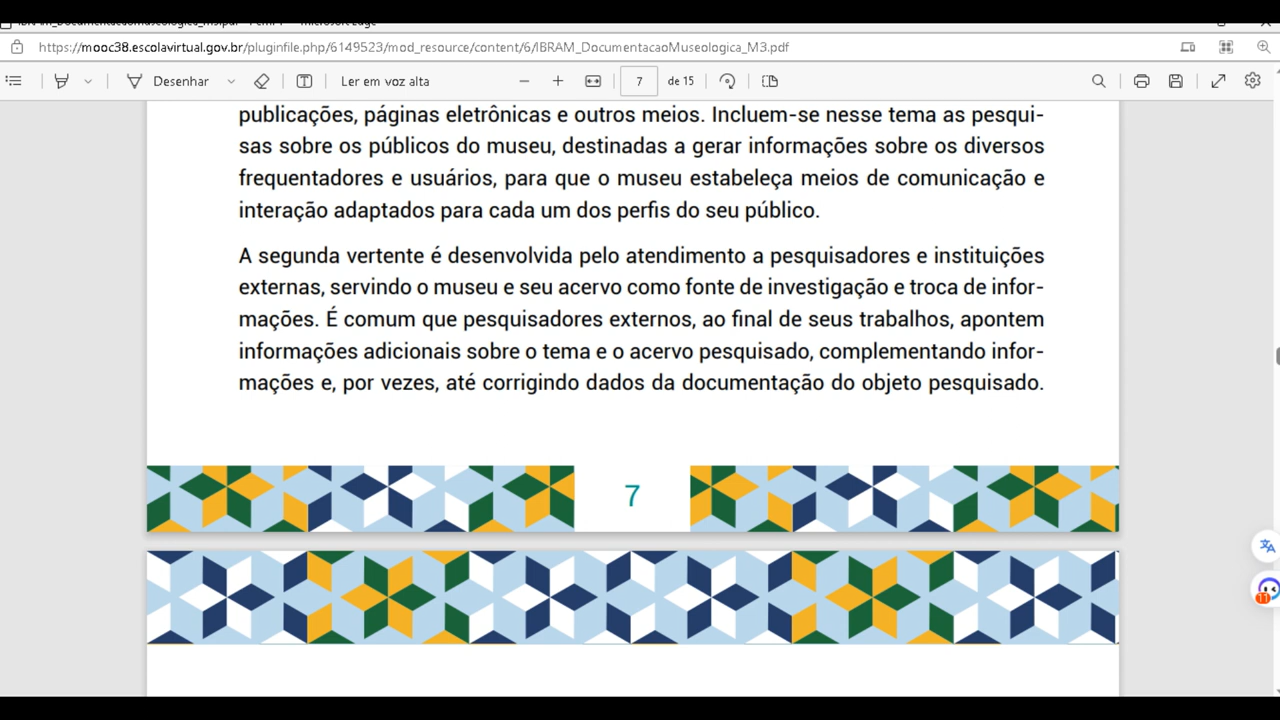 https://mooc38.escolavirtual.gov.br/pluginfile.php/6149523/mod_resource/content/6/IBRAM_DocumentacaoMuseologica_M3.pdf
Desenhar
Ler em voz alta
7
de 15
publicações, páginas eletrônicas e outros meios. Incluem-se nesse tema as pesqui-
sas sobre os públicos do museu, destinadas a gerar informações sobre os diversos
frequentadores e usuários, para que o museu estabeleça meios de comunicação e
interação adaptados para cada um dos perfis do seu público.
A segunda vertente é desenvolvida pelo atendimento a pesquisadores e instituições
externas, servindo o museu e seu acervo como fonte de investigação e troca de infor-
mações. É comum que pesquisadores externos, ao final de seus trabalhos, apontem
informações adicionais sobre o tema e o acervo pesquisado, complementando infor-
mações e, por vezes, até corrigindo dados da documentação do objeto pesquisado.
7
11